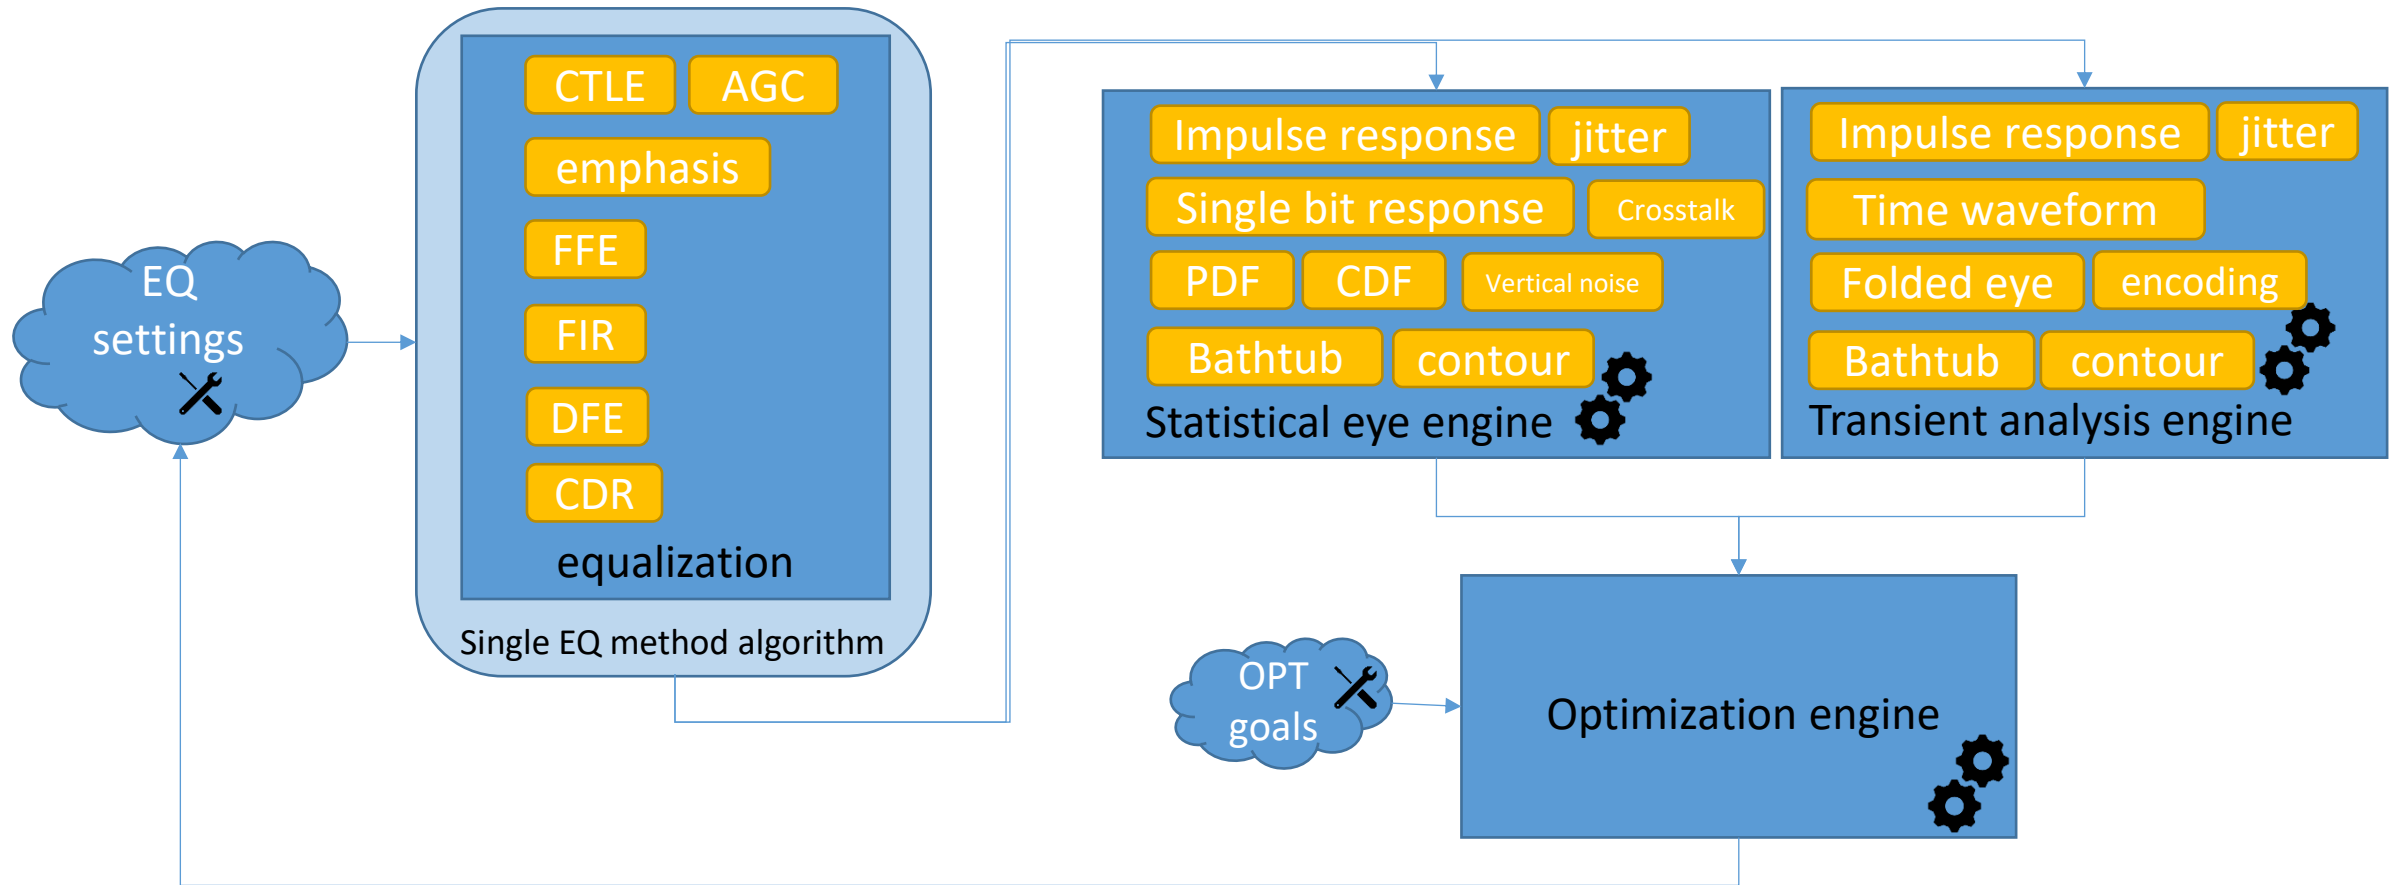 EQ
settings
CTLE
AGC
emphasis
FFE
FIR
DFE
CDR
equalization
Single EQ method algorithm
Impulse response
jitter
Single bit response
Crosstalk
PDF
CDF
Vertical noise
Bathtub
contour
Statistical eye engine
Impulse response
jitter
Time waveform
Folded eye
encoding
Bathtub
contour
Transient analysis engine
OPT
goals
Optimization engine